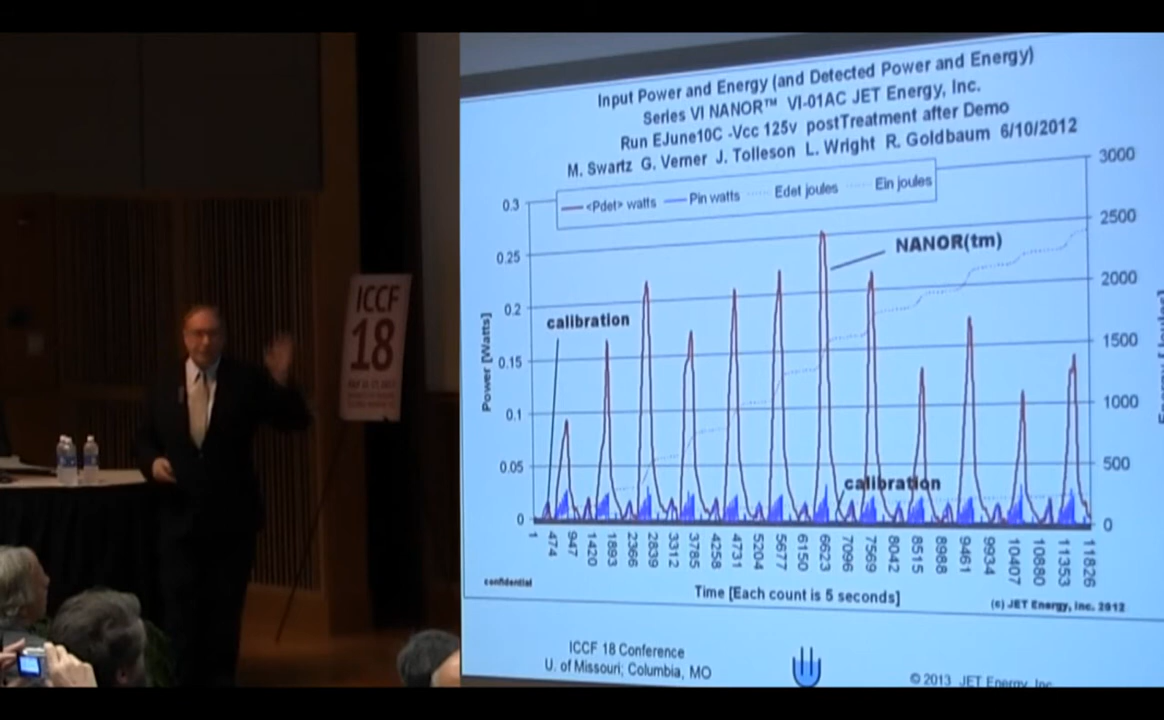 ICCF
18
Input Power and Energy (and Detected Power and Energy)
Series VI NANOR™ VI-01AC JET Energy, Inc.
Run EJune10C -Vcc 125v postTreatment after Demo
M. Swartz G. Verner J. Tolleson L. Wright R. Goldbaum 6/10/2012
<Pdet> watts Pin watts Edet joules Ein joules
0.3
0.25
0.2
0.15
0.1
0.05
0
Power [Watts]
3000
2500
2000
1500
1000
500
0
NANOR(tm)
calibration
calibration
1 474 947 1420 1893 2366 2839 3312 3785 4258 4731 5204 5677 6150 6623 7096 7569 8042 8515 8988 9461 9934 10407 10880 11353 11826
Time [Each count is 5 seconds]
confidential
(c) JET Energy, Inc. 2012
ICCF 18 Conference
U. of Missouri; Columbia, MO
© 2013 JET Energy, Inc.